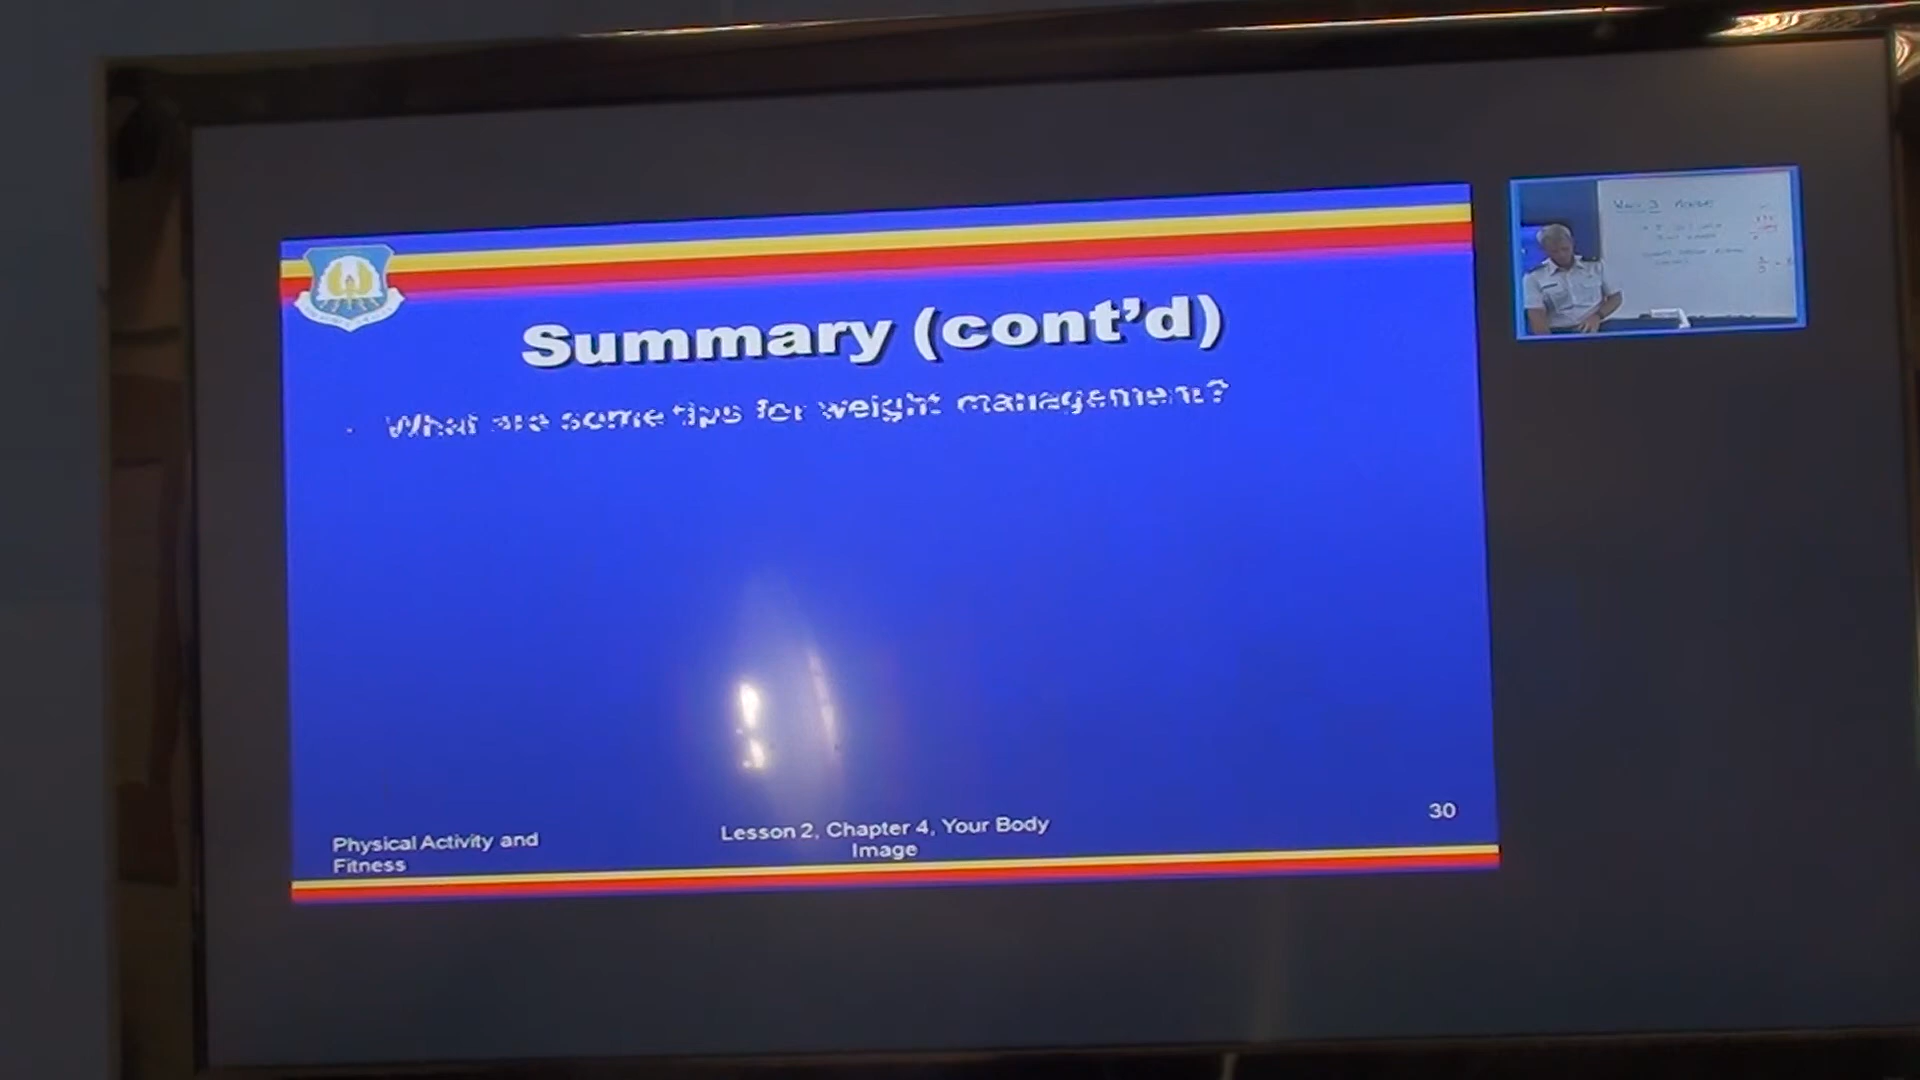 Summary (cont’d)
What are some tips for weight management?
Physical Activity and
Fitness
Lesson 2, Chapter 4, Your Body
Image
30